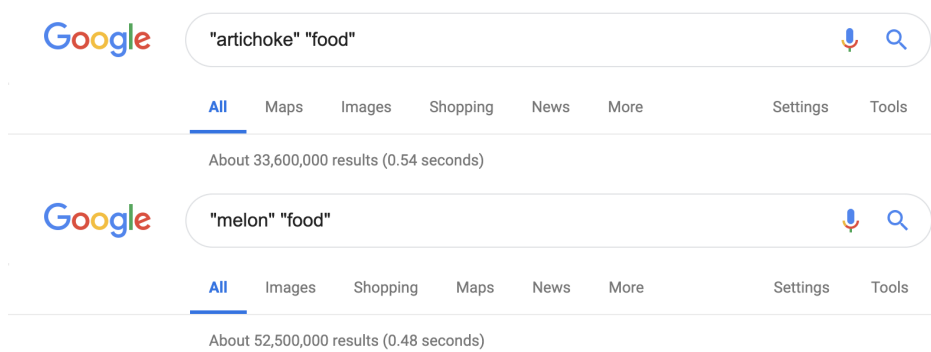 Google "artichoke" "food"
All Maps Images Shopping News More Settings Tools
About 33,600,000 results (0.54 seconds)
Google "melon" "food"
All Images Shopping Maps News More Settings Tools
About 52,500,000 results (0.48 seconds)